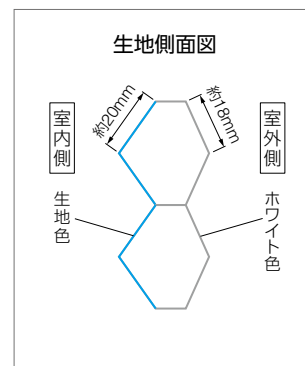 生地側面図
約20mm
約18mm
室内側
室外側
生地色
ホワイト色